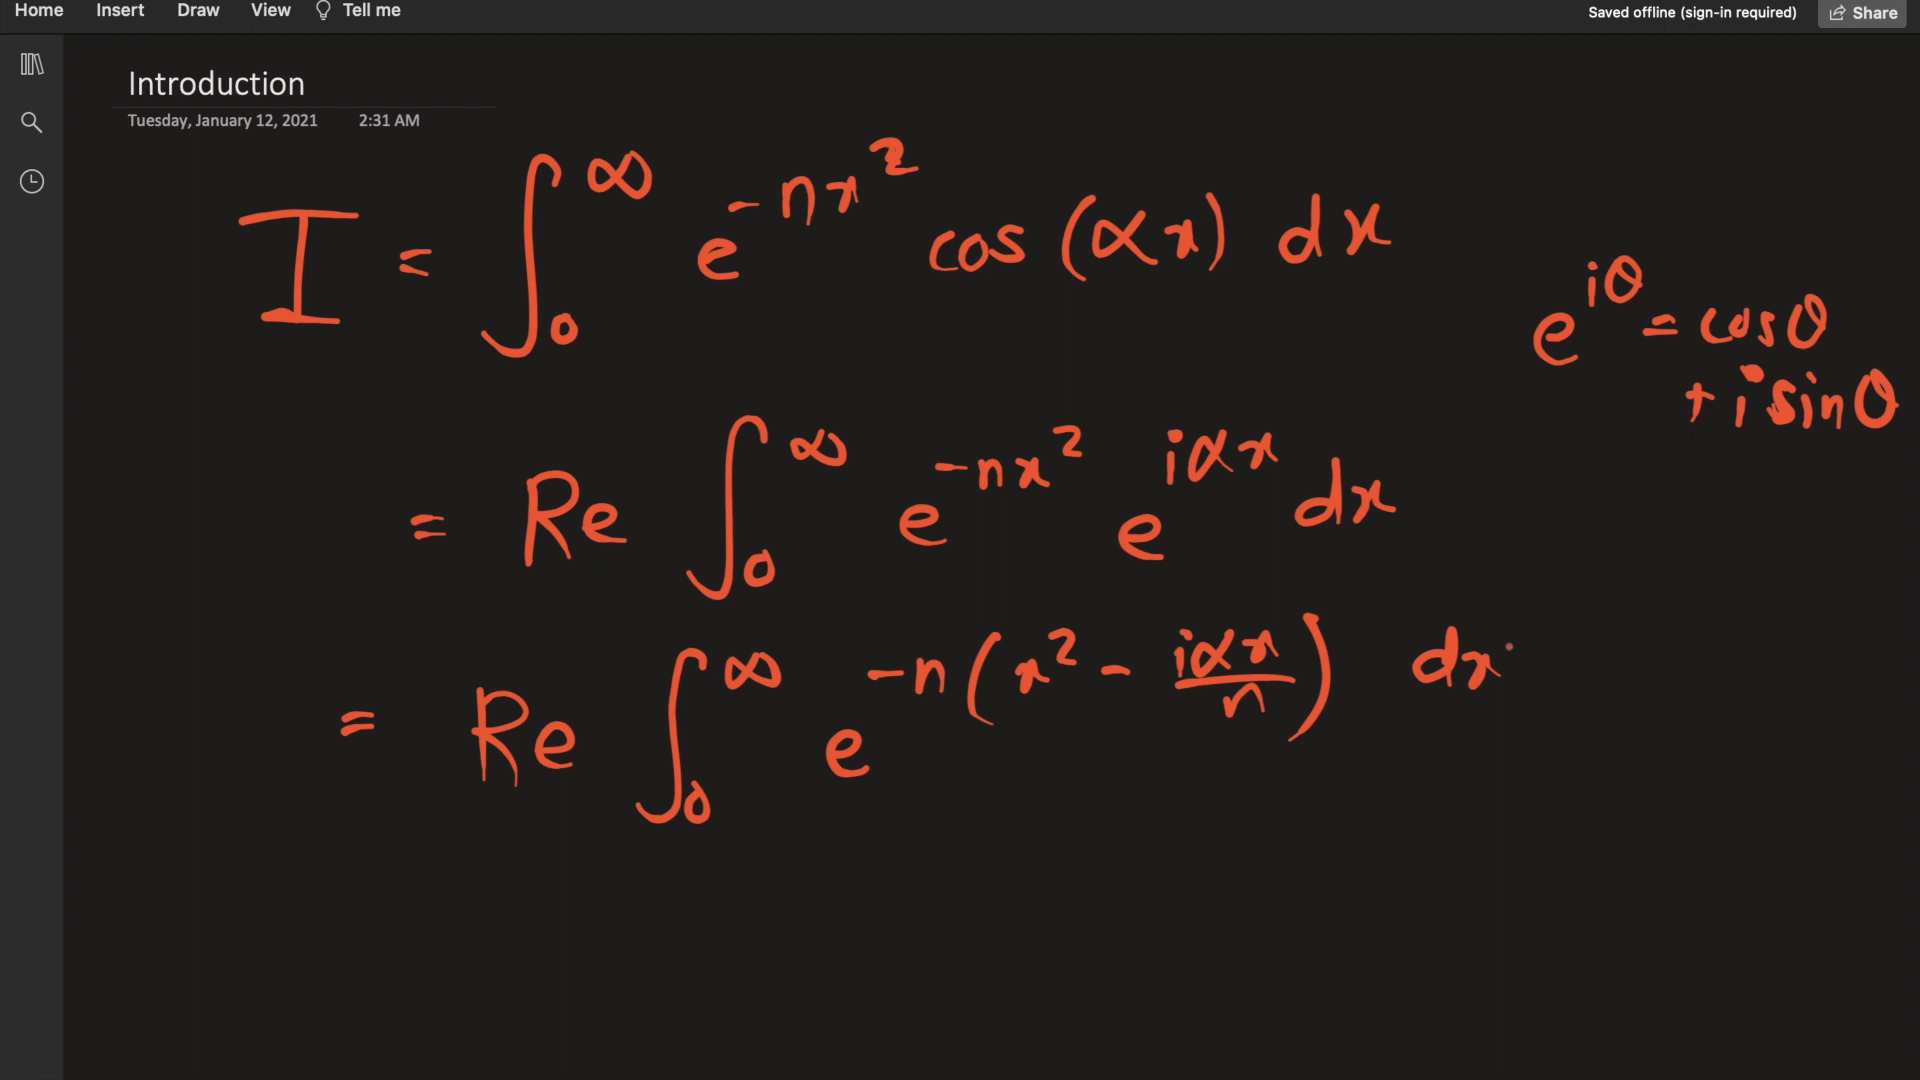 Home Insert Draw View Tell me Saved offline (sign-in required) Share
Introduction
Tuesday, January 12, 2021 2:31 AM
I = ∫₀^∞ e^{-nx²} cos (αx) dx
e^{iθ} = cosθ
+ i sinθ
= Re ∫₀^∞ e^{-nx²} e^{iαx} dx
= Re ∫₀^∞ e^{-n(x² - iαx/n)} dx